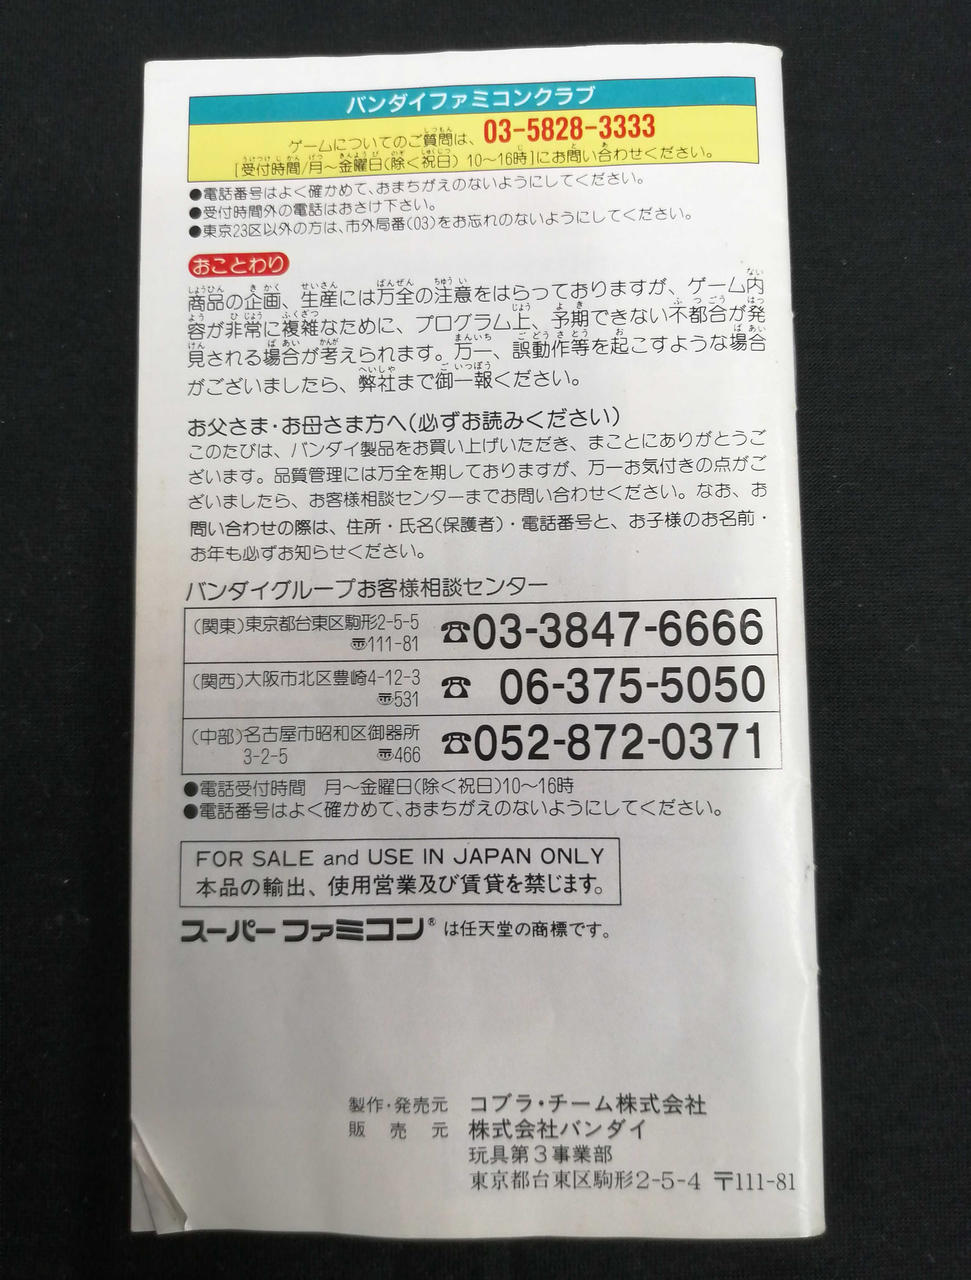 バンダイファミコンクラブ
ゲームについてのご質問は、03-5828-3333
[受付時間/月～金曜日(除く祝日) 10～16時]にお問い合わせください。
●電話番号はよく確かめて、おまちがえのないようにしてください。
●受付時間外の電話はおさけ下さい。
●東京23区以外の方は、市外局番(03)をお忘れのないようにしてください。
おことわり
商品の企画、生産には万全の注意をはらっておりますが、ゲーム内
容が非常に複雑なために、プログラム上、予期できない不都合が発
見される場合が考えられます。万一、誤動作等を起こすような場合
がございましたら、弊社まで御一報ください。
お父さま・お母さま方へ(必ずお読みください)
このたびは、バンダイ製品をお買い上げいただき、まことにありがとうご
ざいます。品質管理には万全を期しておりますが、万一お気付きの点がご
ざいましたら、お客様相談センターまでお問い合わせください。なお、お
問い合わせの際は、住所・氏名(保護者)・電話番号と、お子様のお名前・
お年も必ずお知らせください。
バンダイグループお客様相談センター
(関東)東京都台東区駒形2-5-5
〠111-81 ☎03-3847-6666
(関西)大阪市北区豊崎4-12-3
〠531 ☎06-375-5050
(中部)名古屋市昭和区御器所
3-2-5 〠466 ☎052-872-0371
●電話受付時間 月～金曜日(除く祝日)10～16時
●電話番号はよく確かめて、おまちがえのないようにしてください。
FOR SALE and USE IN JAPAN ONLY
本品の輸出、使用営業及び賃貸を禁じます。
スーパーファミコン®は任天堂の商標です。
製作・発売元 コブラ・チーム株式会社
販売元 株式会社バンダイ
玩具第3事業部
東京都台東区駒形2-5-4 〒111-81